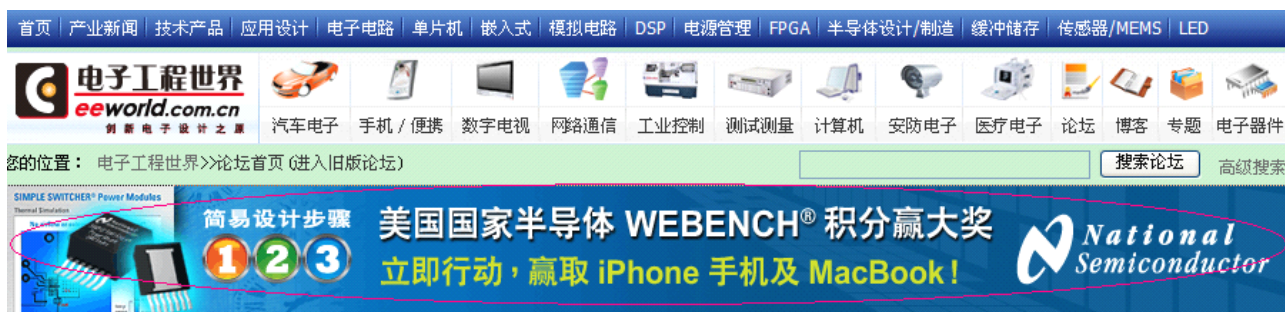 首页 产业新闻 技术产品 应用设计 电子电路 单片机 嵌入式 模拟电路 DSP 电源管理 FPGA 半导体设计/制造 缓冲储存 传感器/MEMS LED
电子工程世界
eeworld.com.cn
创新电子设计之源
汽车电子 手机 / 便携 数字电视 网络通信 工业控制 测试测量 计算机 安防电子 医疗电子 论坛 博客 专题 电子器件
您的位置： 电子工程世界>>论坛首页 (进入旧版论坛) 搜索论坛 高级搜索
SIMPLE SWITCHER® Power Modules
Thermal Simulation
简易设计步骤
1 2 3
美国国家半导体 WEBENCH® 积分赢大奖
立即行动，赢取 iPhone 手机及 MacBook！
National
Semiconductor